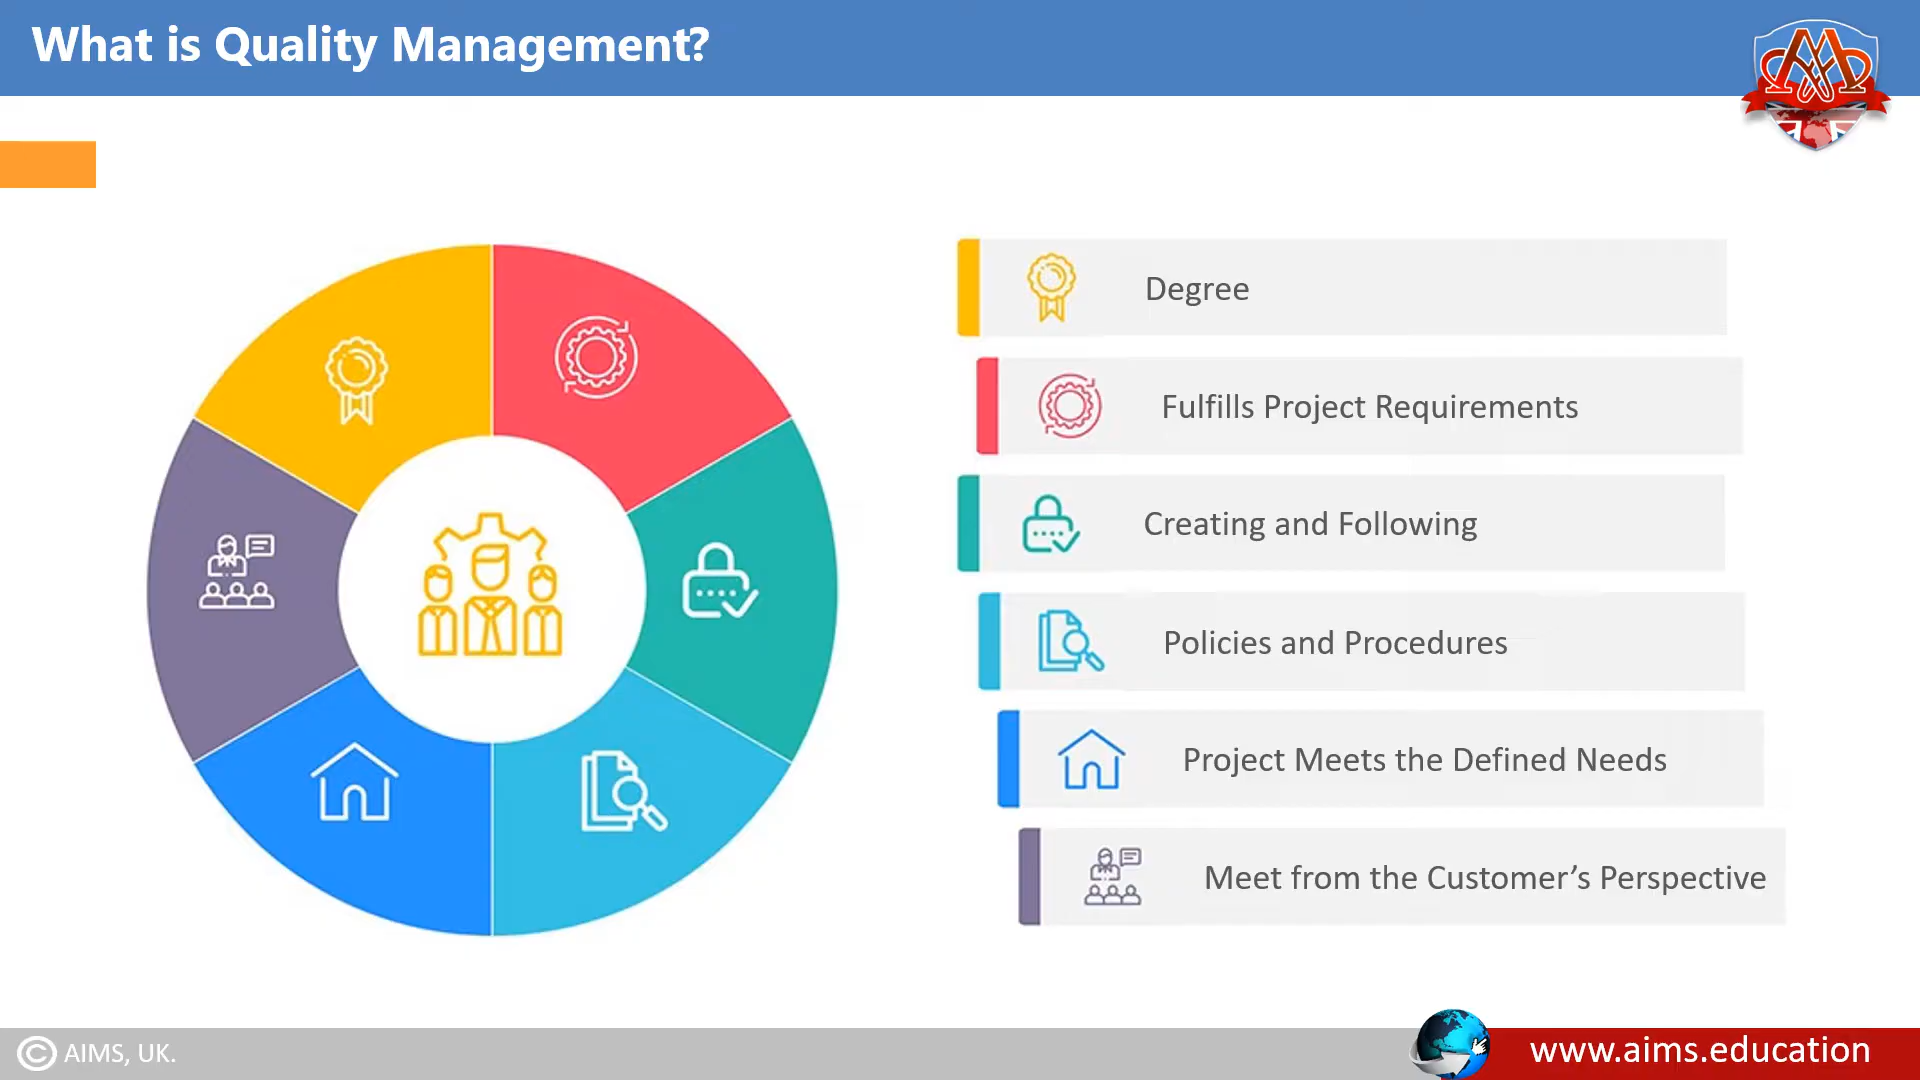 What is Quality Management?
Degree
Fulfills Project Requirements
Creating and Following
Policies and Procedures
Project Meets the Defined Needs
Meet from the Customer’s Perspective
© AIMS, UK.
www.aims.education